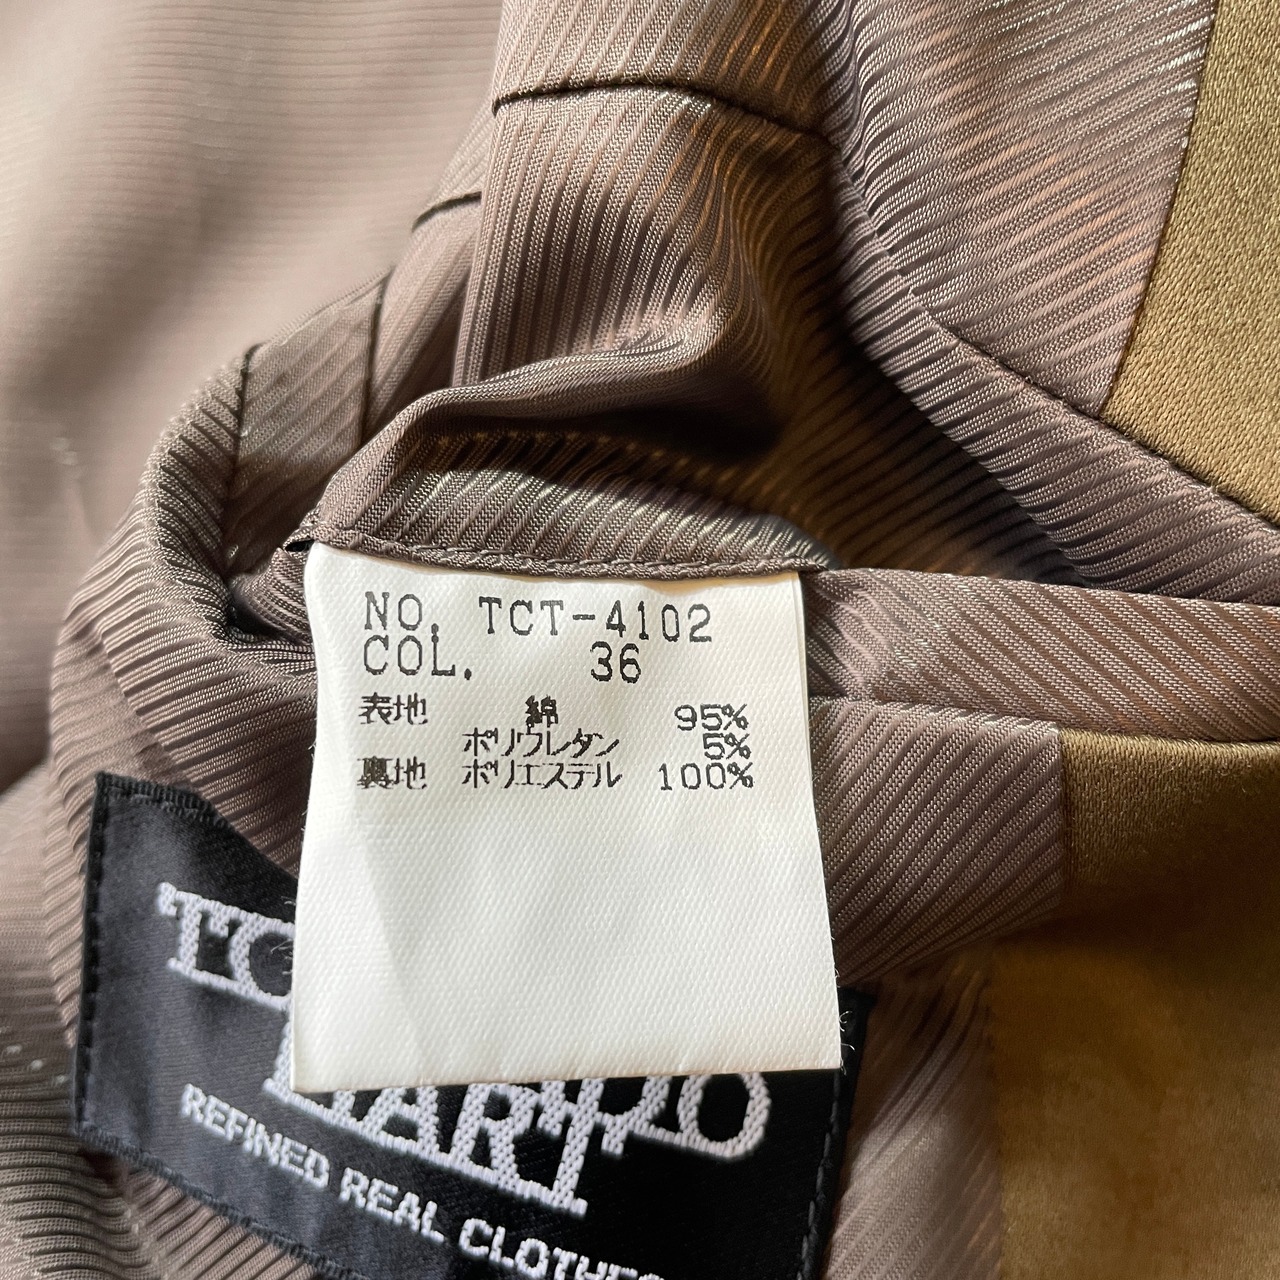 NO. TCT-4102
COL. 36
表地 綿 95%
ポリウレタン 5%
裏地 ポリエステル 100%
REFINED REAL CLOTHES